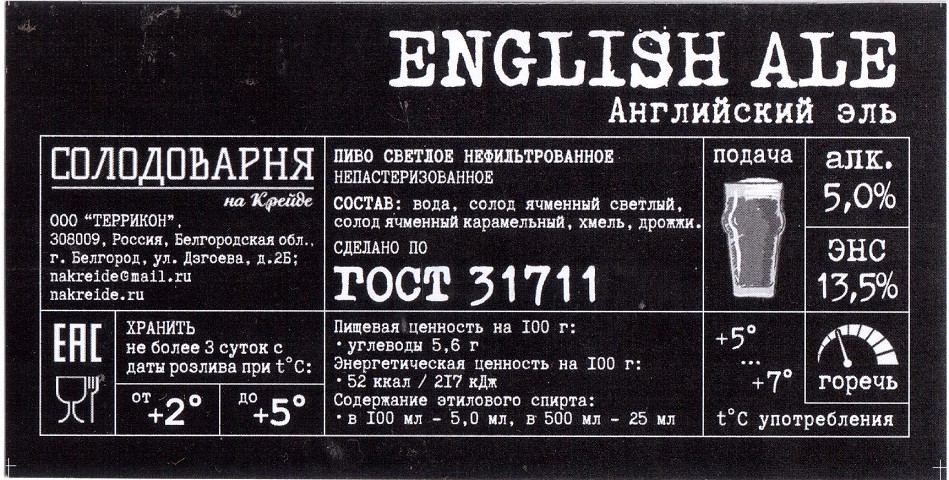 ENGLISH ALE
Английский эль
СОЛОДОВАРНЯ
на Крейде
ООО “ТЕРРИКОН”,
308009, Россия, Белгородская обл.,
г. Белгород, ул. Дзгоева, д.2Б;
nakreide@mail.ru
nakreide.ru
ПИВО СВЕТЛОЕ НЕФИЛЬТРОВАННОЕ
НЕПАСТЕРИЗОВАННОЕ
СОСТАВ: вода, солод ячменный светлый,
солод ячменный карамельный, хмель, дрожжи.
СДЕЛАНО ПО
ГОСТ 31711
подача
алк.
5,0%
ЭНС
13,5%
ЕАС
ХРАНИТЬ
не более 3 суток с
даты розлива при t°C:
от
+2°
до
+5°
Пищевая ценность на 100 г:
· углеводы 5,6 г
Энергетическая ценность на 100 г:
· 52 ккал / 217 кДж
Содержание этилового спирта:
· в 100 мл - 5,0 мл, в 500 мл - 25 мл
+5°
...
+7°
t°C употребления
горечь